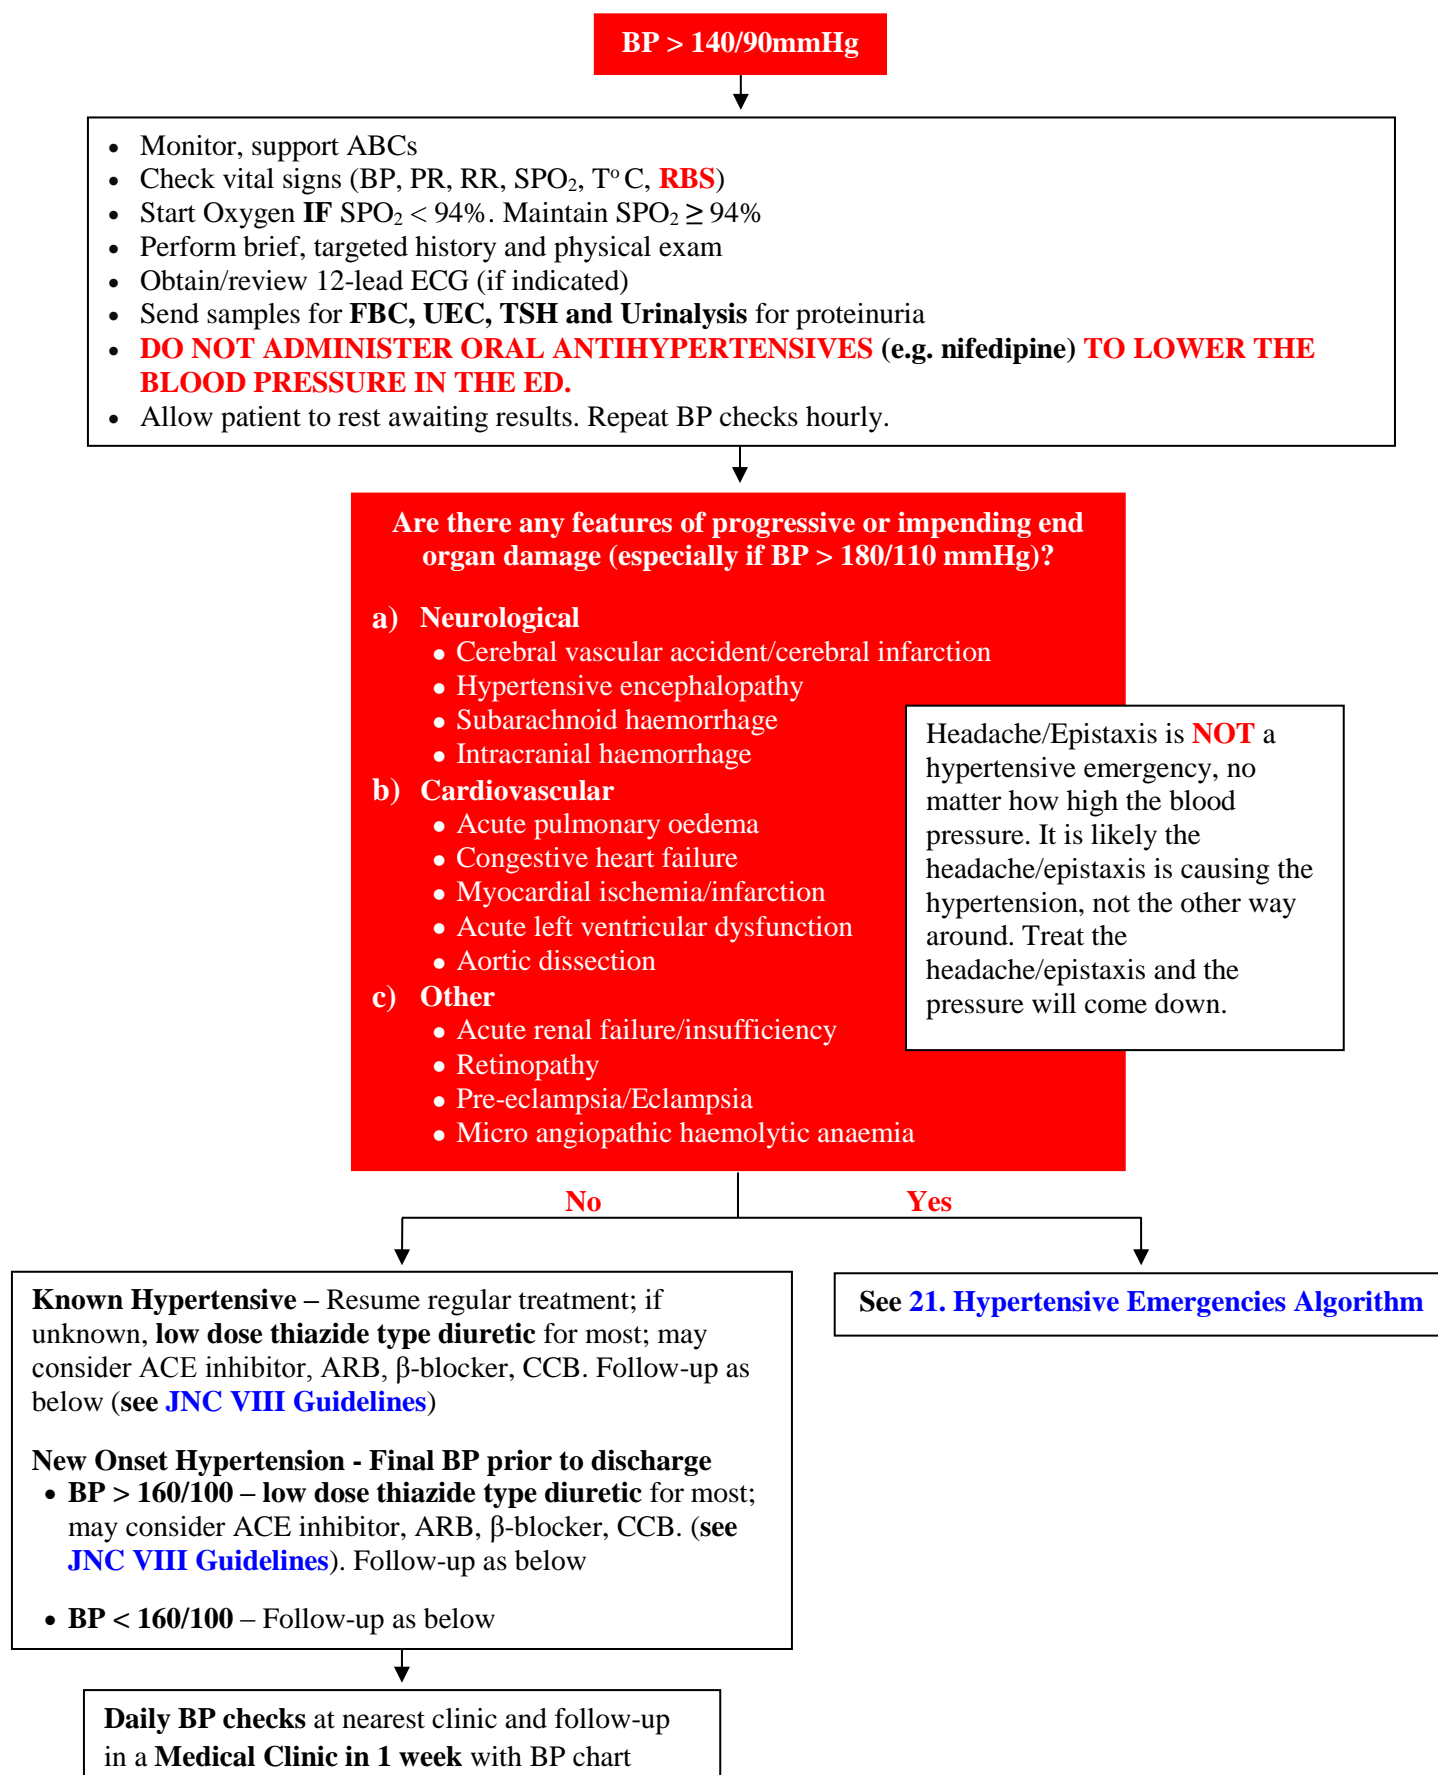 BP > 140/90mmHg
• Monitor, support ABCs
• Check vital signs (BP, PR, RR, SPO₂, Tᵒ C, RBS)
• Start Oxygen IF SPO₂ < 94%. Maintain SPO₂ ≥ 94%
• Perform brief, targeted history and physical exam
• Obtain/review 12-lead ECG (if indicated)
• Send samples for FBC, UEC, TSH and Urinalysis for proteinuria
• DO NOT ADMINISTER ORAL ANTIHYPERTENSIVES (e.g. nifedipine) TO LOWER THE
BLOOD PRESSURE IN THE ED.
• Allow patient to rest awaiting results. Repeat BP checks hourly.
Are there any features of progressive or impending end
organ damage (especially if BP > 180/110 mmHg)?
a) Neurological
• Cerebral vascular accident/cerebral infarction
• Hypertensive encephalopathy
• Subarachnoid haemorrhage
• Intracranial haemorrhage
b) Cardiovascular
• Acute pulmonary oedema
• Congestive heart failure
• Myocardial ischemia/infarction
• Acute left ventricular dysfunction
• Aortic dissection
c) Other
• Acute renal failure/insufficiency
• Retinopathy
• Pre-eclampsia/Eclampsia
• Micro angiopathic haemolytic anaemia
Headache/Epistaxis is NOT a
hypertensive emergency, no
matter how high the blood
pressure. It is likely the
headache/epistaxis is causing the
hypertension, not the other way
around. Treat the
headache/epistaxis and the
pressure will come down.
No
Yes
Known Hypertensive – Resume regular treatment; if
unknown, low dose thiazide type diuretic for most; may
consider ACE inhibitor, ARB, β-blocker, CCB. Follow-up as
below (see JNC VIII Guidelines)
New Onset Hypertension - Final BP prior to discharge
• BP > 160/100 – low dose thiazide type diuretic for most;
may consider ACE inhibitor, ARB, β-blocker, CCB. (see
JNC VIII Guidelines). Follow-up as below
• BP < 160/100 – Follow-up as below
See 21. Hypertensive Emergencies Algorithm
Daily BP checks at nearest clinic and follow-up
in a Medical Clinic in 1 week with BP chart